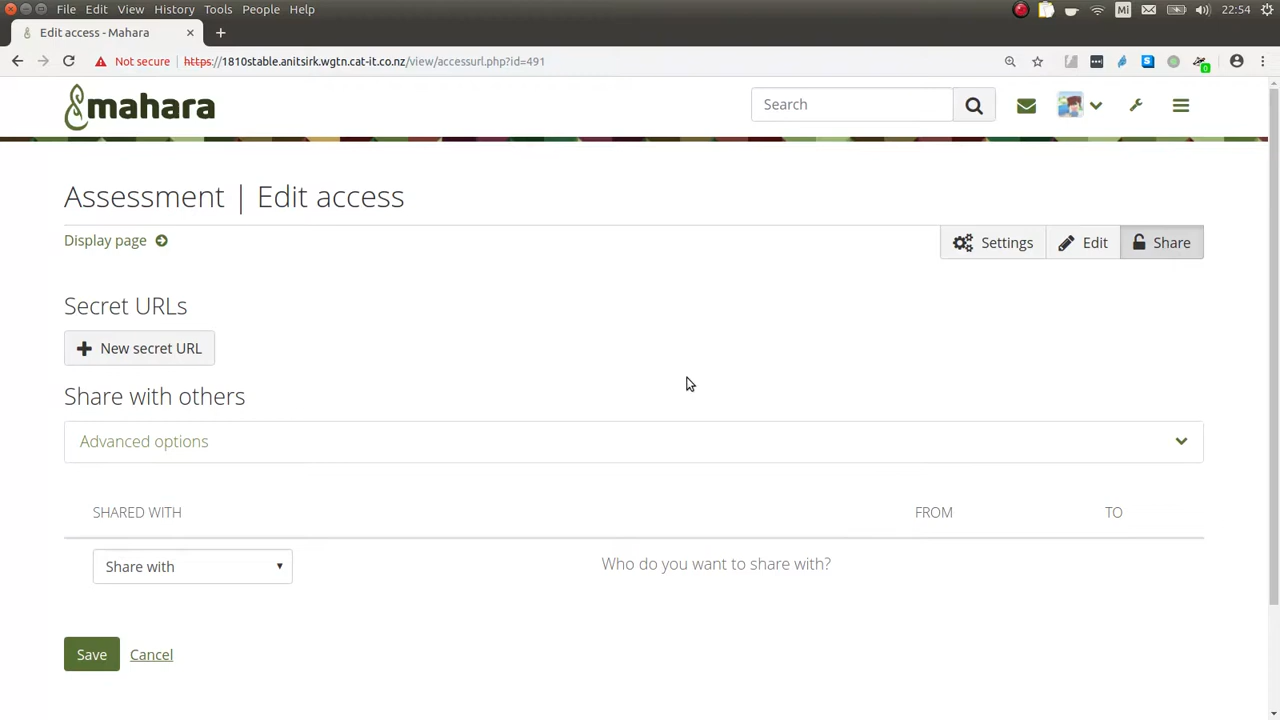 File Edit View History Tools People Help
Mi 22:54
Edit access - Mahara
Not secure https://1810stable.anitsirk.wgtn.cat-it.co.nz/view/accessurl.php?id=491
0
mahara
Search
Assessment | Edit access
Display page
Settings Edit Share
Secret URLs
New secret URL
Share with others
Advanced options
SHARED WITH FROM TO
Share with Who do you want to share with?
Save Cancel